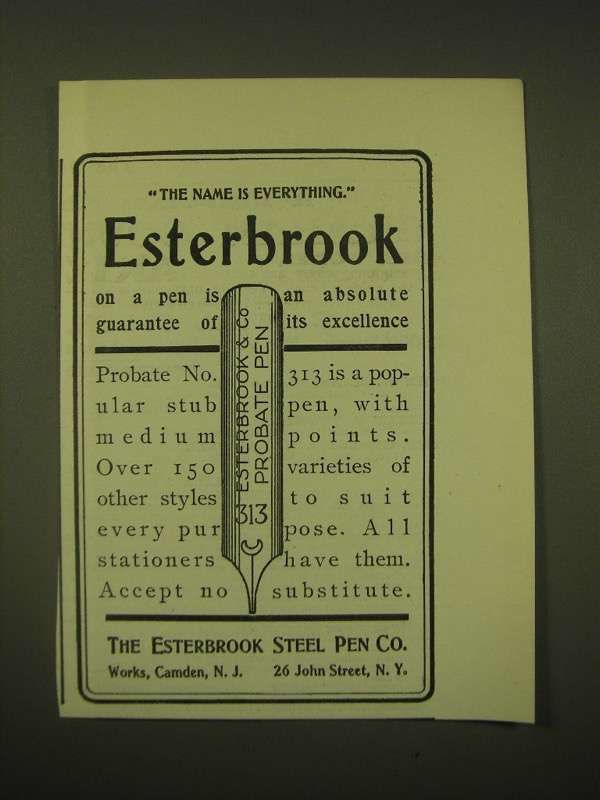 "THE NAME IS EVERYTHING."
Esterbrook
on a pen is an absolute
guarantee of its excellence
Probate No. 313 is a pop-
ular stub pen, with
medium points.
Over 150 varieties of
other styles to suit
every pur pose. All
stationers have them.
Accept no substitute.
ESTERBROOK & Co
PROBATE PEN
313
THE ESTERBROOK STEEL PEN CO.
Works, Camden, N. J. 26 John Street, N. Y.